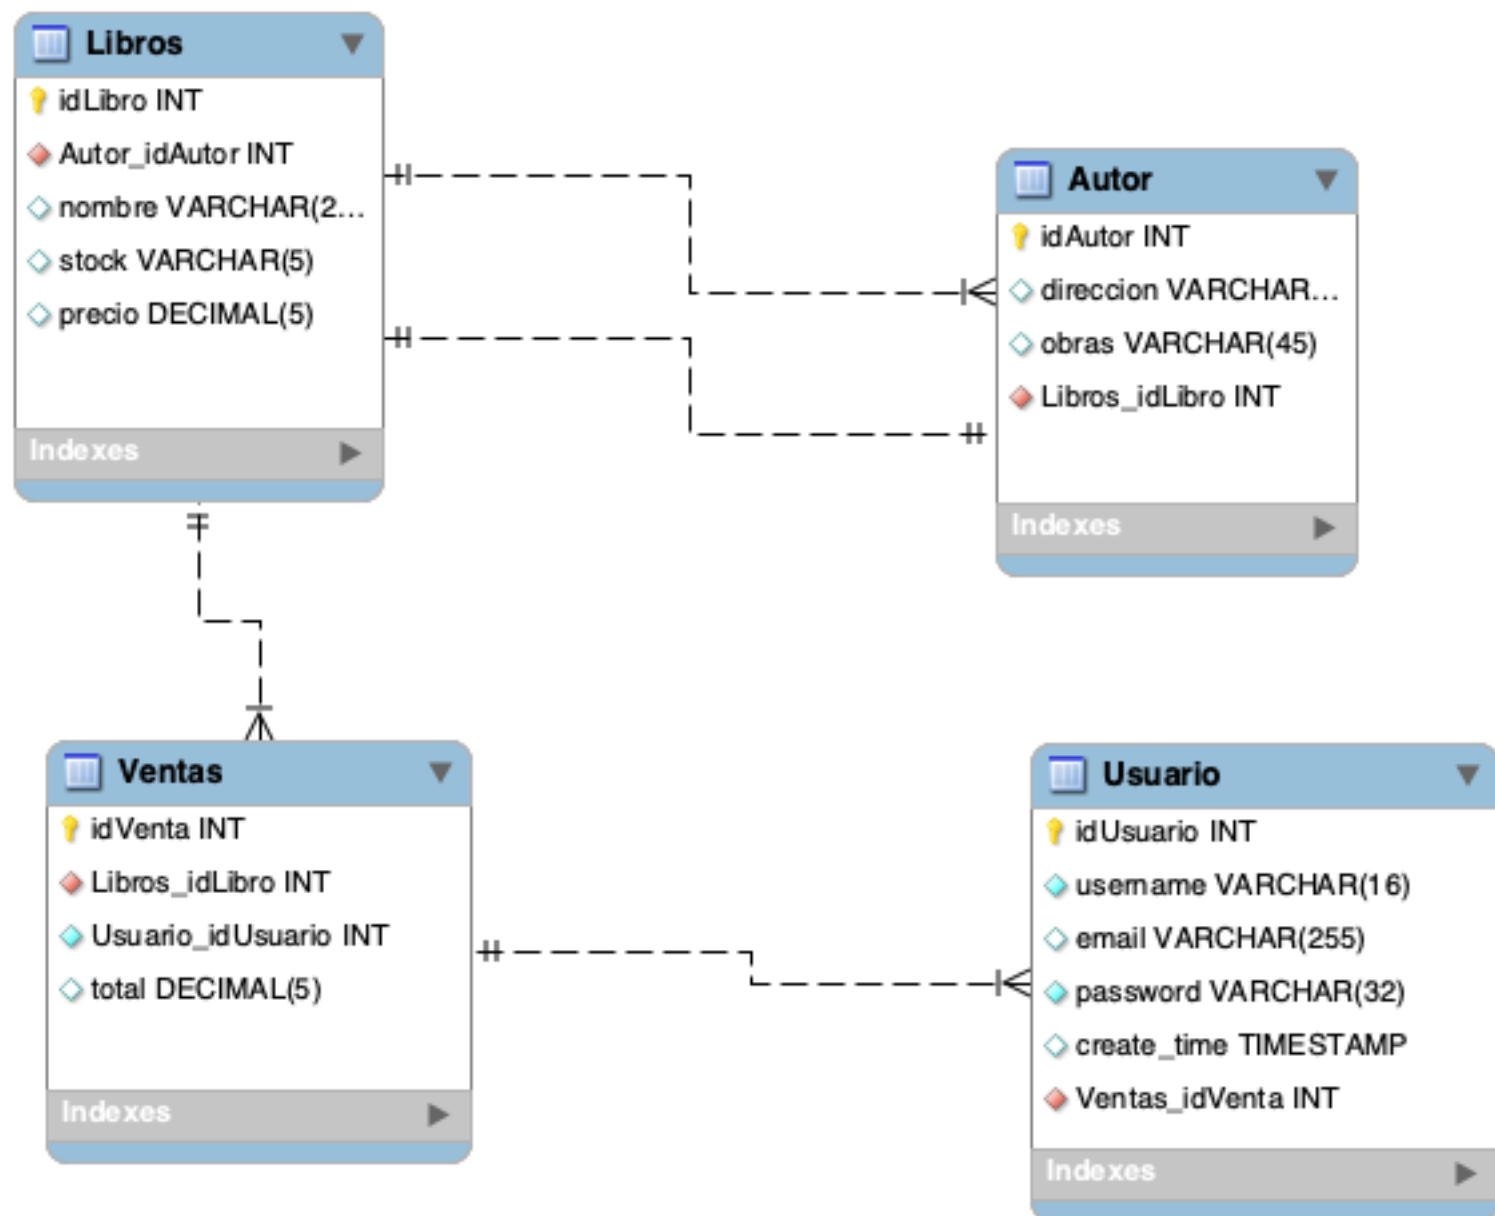 Libros
idLibro INT
Autor_idAutor INT
nombre VARCHAR(2...
stock VARCHAR(5)
precio DECIMAL(5)
Indexes
Autor
idAutor INT
direccion VARCHAR...
obras VARCHAR(45)
Libros_idLibro INT
Indexes
Ventas
idVenta INT
Libros_idLibro INT
Usuario_idUsuario INT
total DECIMAL(5)
Indexes
Usuario
idUsuario INT
username VARCHAR(16)
email VARCHAR(255)
password VARCHAR(32)
create_time TIMESTAMP
Ventas_idVenta INT
Indexes